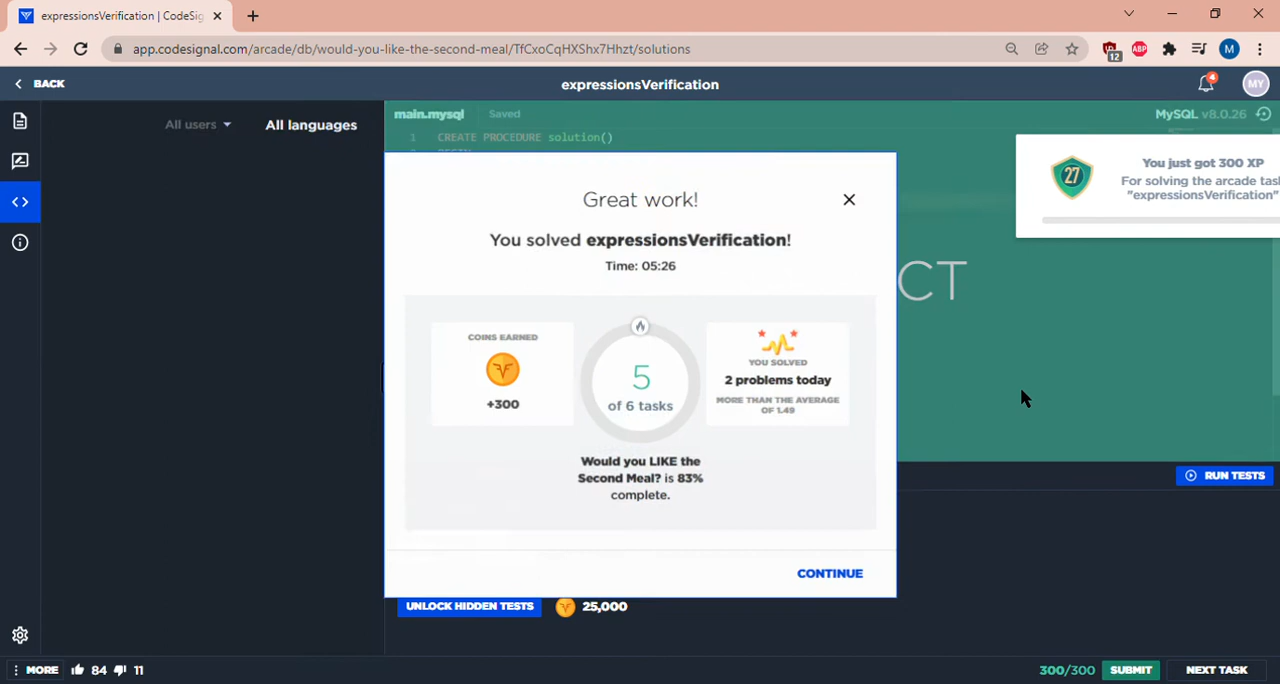 expressionsVerification | CodeSig
app.codesignal.com/arcade/db/would-you-like-the-second-meal/TfCxoCqHXShx7Hhzt/solutions
12
M
BACK
expressionsVerification
4
MY
All users
All languages
main.mysql
Saved
MySQL v8.0.26
1 CREATE PROCEDURE solution()
You just got 300 XP
For solving the arcade task
"expressionsVerification"
27
CT
Great work!
You solved expressionsVerification!
Time: 05:26
COINS EARNED
+300
5
of 6 tasks
YOU SOLVED
2 problems today
MORE THAN THE AVERAGE
OF 1.49
Would you LIKE the
Second Meal? is 83%
complete.
CONTINUE
RUN TESTS
UNLOCK HIDDEN TESTS
25,000
MORE
84
11
300/300
SUBMIT
NEXT TASK